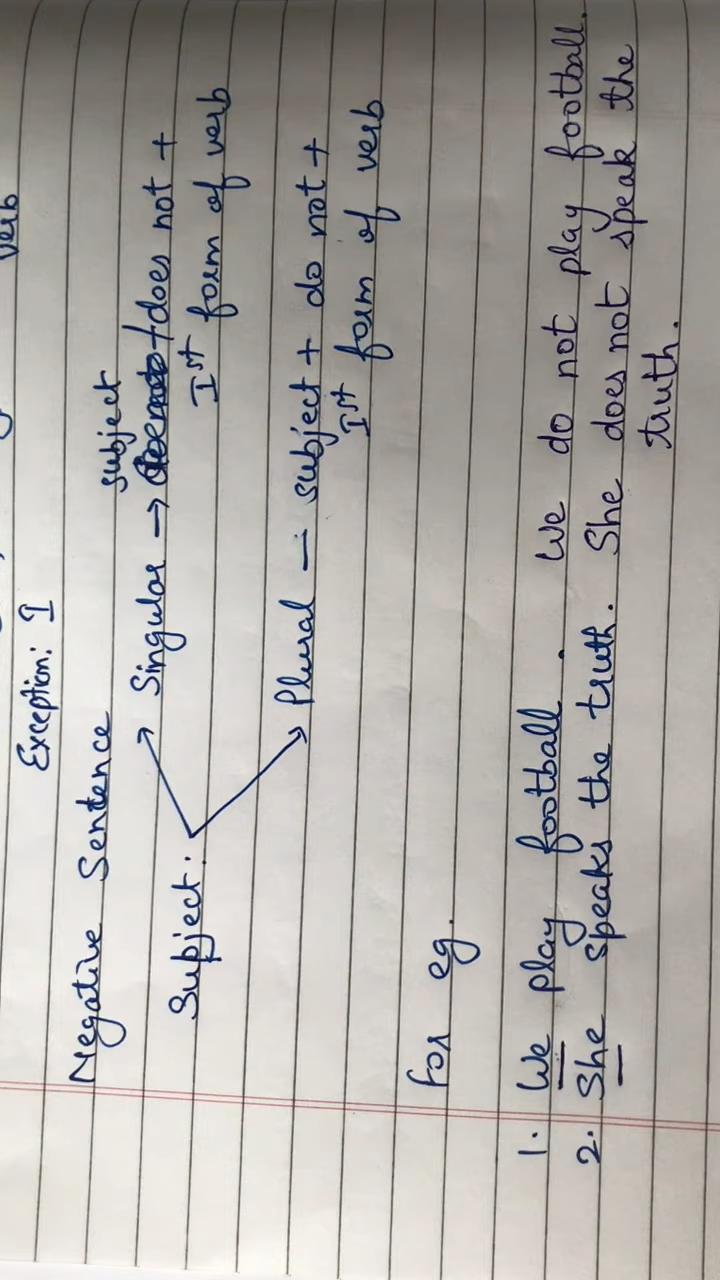 verb
Exception: I
Negative Sentence
subject
Subject: Singular → + does not +
Ist form of verb
Plural — subject + do not +
Ist form of verb
For eg.
1. We play football. We do not play football.
2. She speaks the truth. She does not speak the
truth.